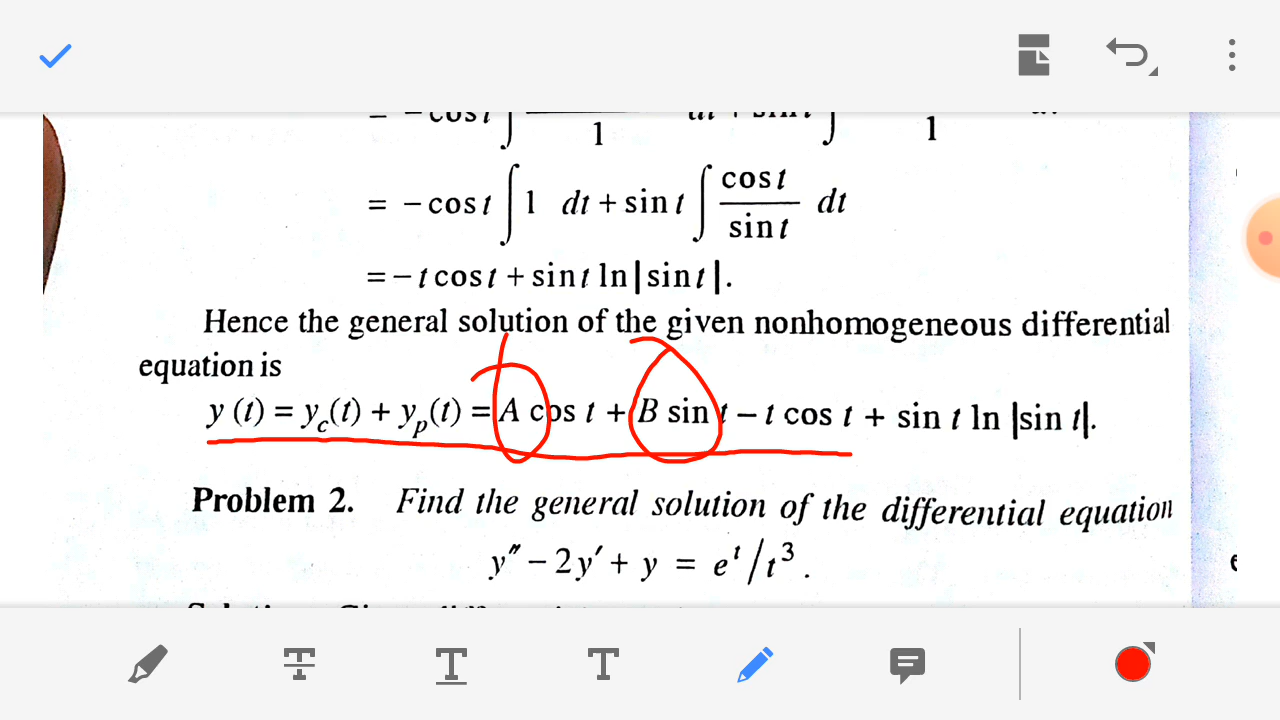 1 1
= − cos t ∫ 1 dt + sin t ∫ cos t / sin t dt
= − t cos t + sin t ln |sin t|.
Hence the general solution of the given nonhomogeneous differential
equation is
y (t) = y_c(t) + y_p(t) = A cos t + B sin t − t cos t + sin t ln |sin t|.
Problem 2. Find the general solution of the differential equation
y″ − 2y′ + y = e^t / t^3 .
T T T